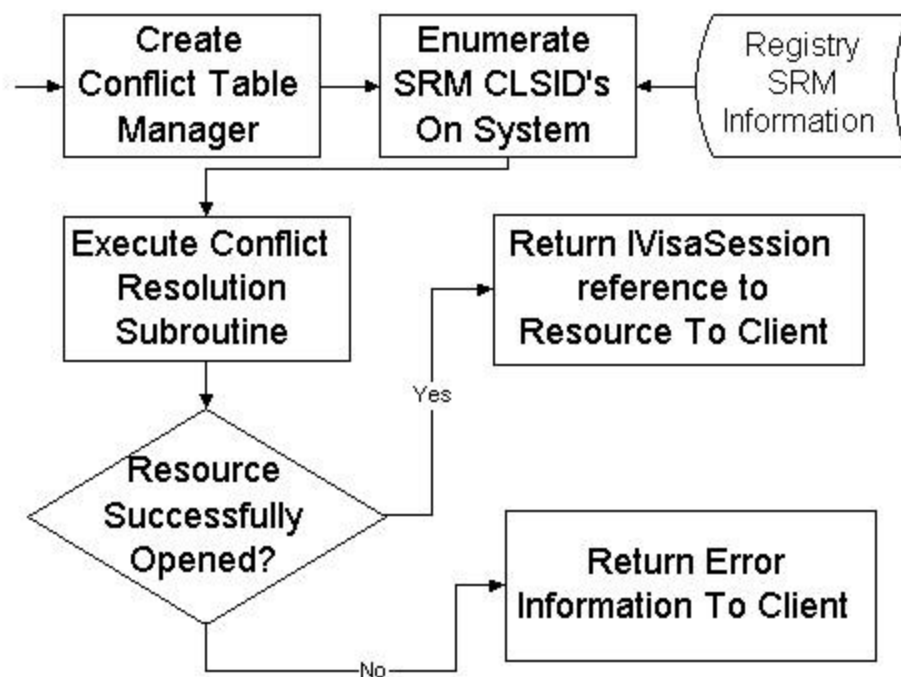 Create
Conflict Table
Manager
Enumerate
SRM CLSID's
On System
Registry
SRM
Information
Execute Conflict
Resolution
Subroutine
Return IVisaSession
reference to
Resource To Client
Yes
Resource
Successfully
Opened?
Return Error
Information To Client
No